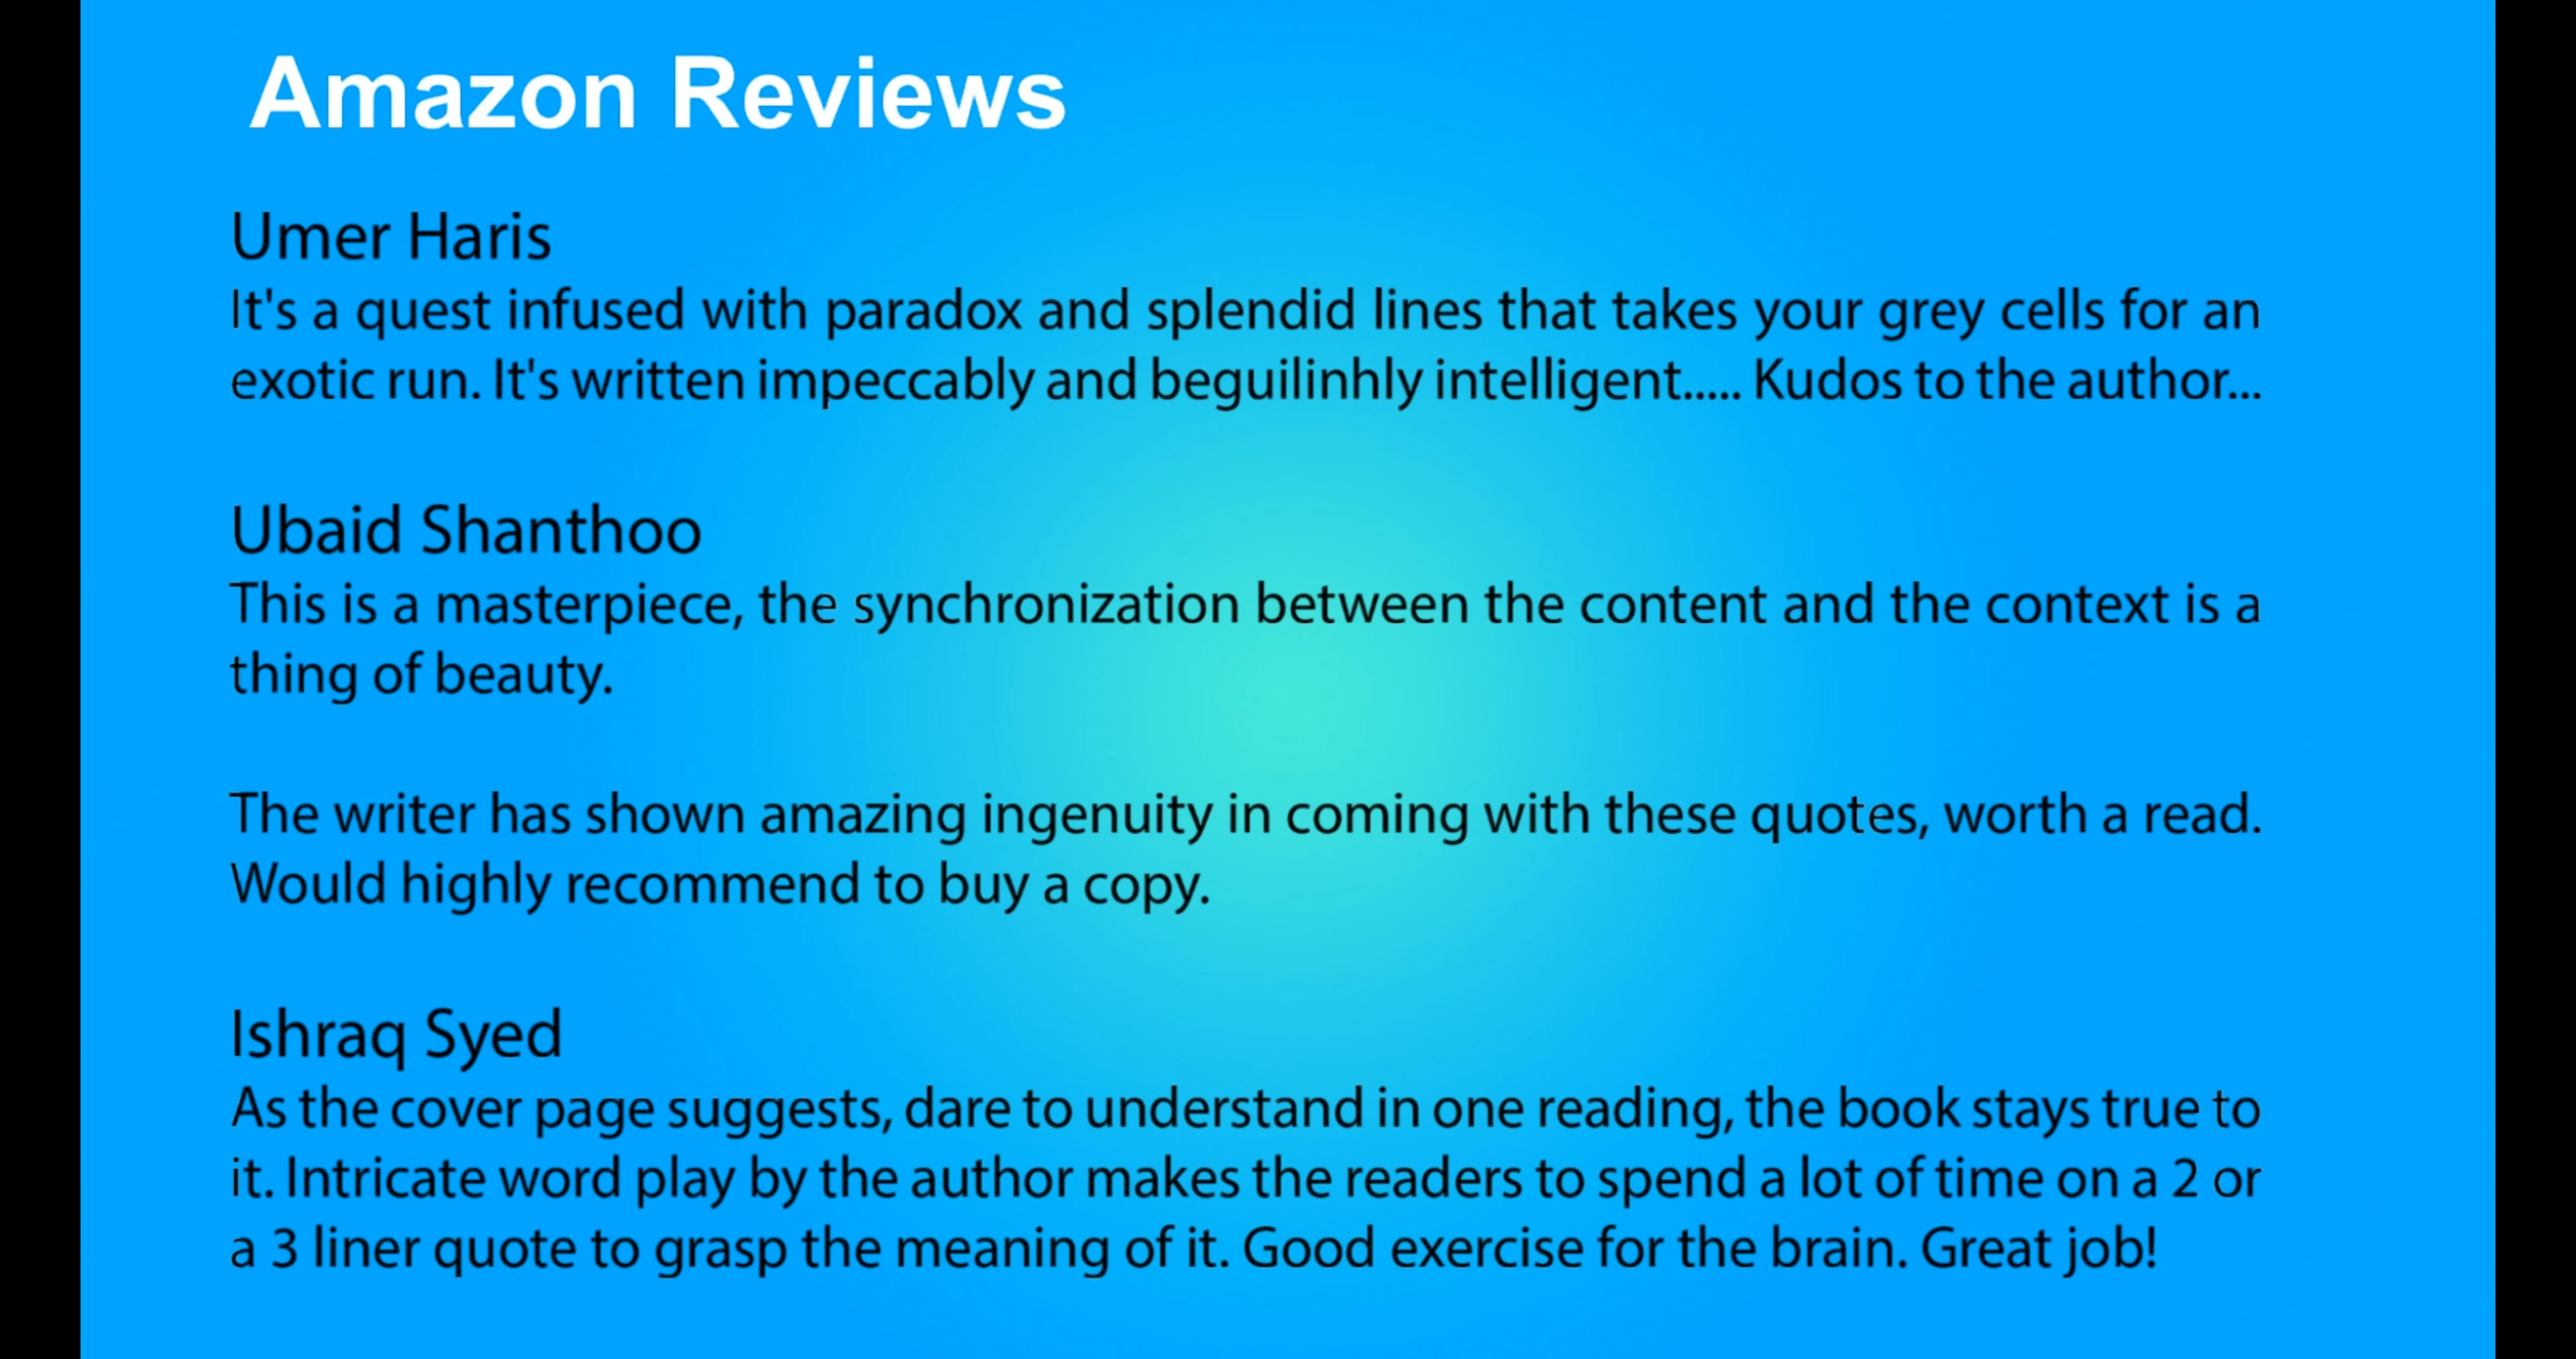 Amazon Reviews
Umer Haris
It's a quest infused with paradox and splendid lines that takes your grey cells for an
exotic run. It's written impeccably and beguilinhly intelligent..... Kudos to the author...
Ubaid Shanthoo
This is a masterpiece, the synchronization between the content and the context is a
thing of beauty.
The writer has shown amazing ingenuity in coming with these quotes, worth a read.
Would highly recommend to buy a copy.
Ishraq Syed
As the cover page suggests, dare to understand in one reading, the book stays true to
it. Intricate word play by the author makes the readers to spend a lot of time on a 2 or
a 3 liner quote to grasp the meaning of it. Good exercise for the brain. Great job!